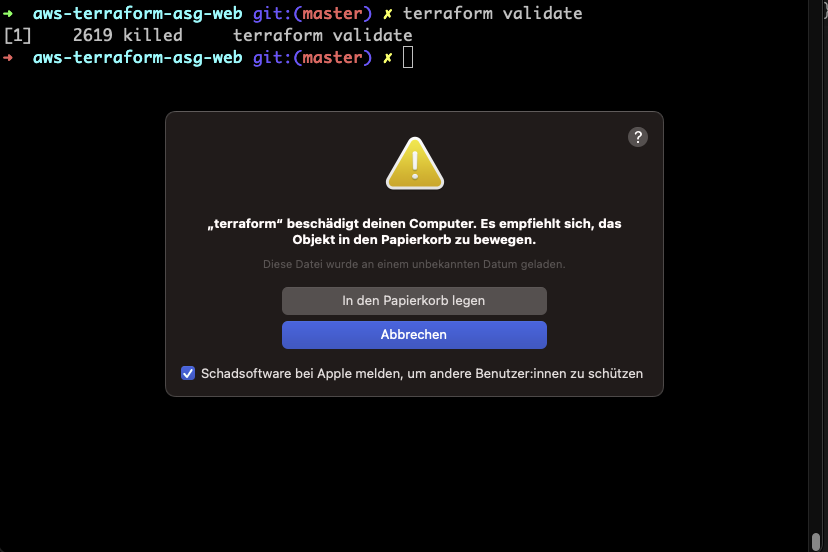 ➜  aws-terraform-asg-web git:(master) ✗ terraform validate
[1]    2619 killed     terraform validate
➜  aws-terraform-asg-web git:(master) ✗
?
„terraform“ beschädigt deinen Computer. Es empfiehlt sich, das
Objekt in den Papierkorb zu bewegen.
Diese Datei wurde an einem unbekannten Datum geladen.
In den Papierkorb legen
Abbrechen
Schadsoftware bei Apple melden, um andere Benutzer:innen zu schützen